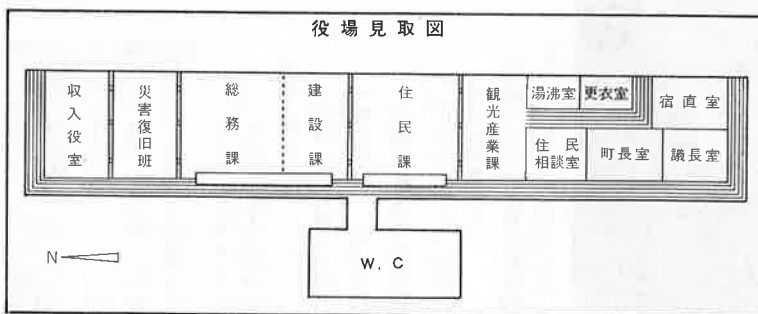 役場見取図
収入役室
災害復旧班
総務課
建設課
住民課
観光産業課
湯沸室
更衣室
宿直室
住民
相談室
町長室
議長室
N
W.C